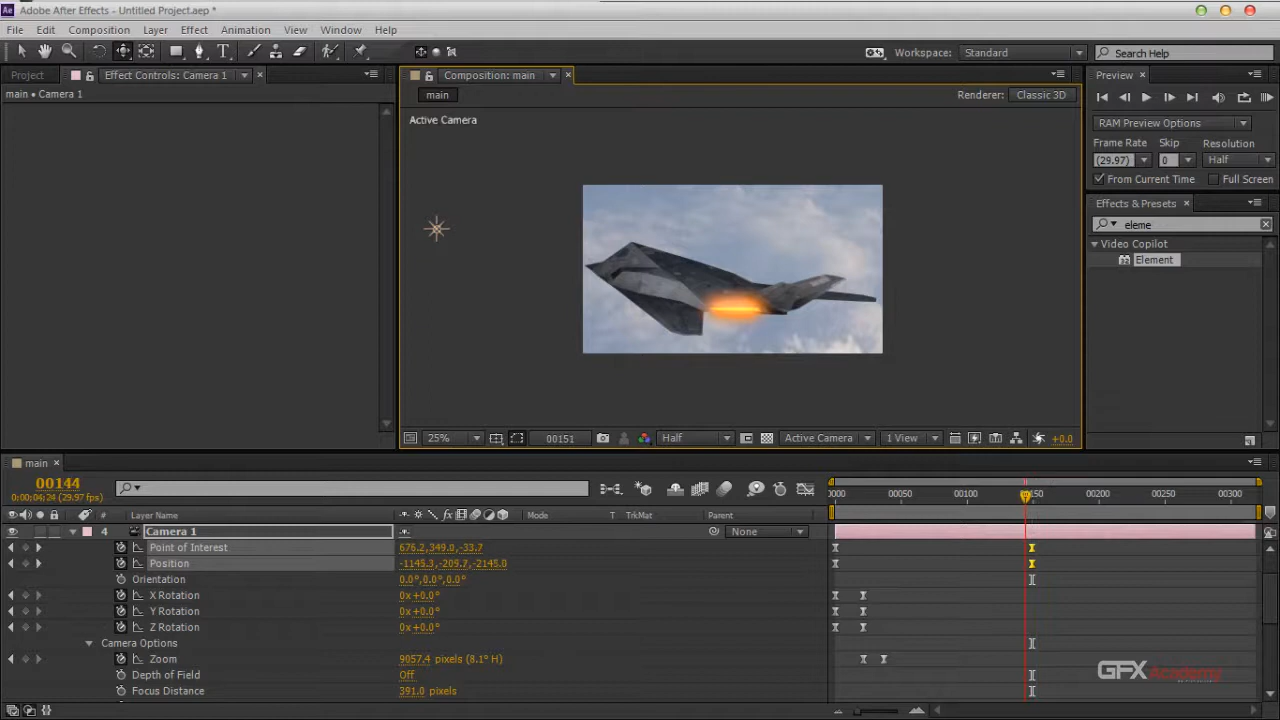 Adobe After Effects - Untitled Project.aep *
File Edit Composition Layer Effect Animation View Window Help
Workspace: Standard Search Help
Project Effect Controls: Camera 1 Composition: main Preview
main • Camera 1
main Renderer: Classic 3D
Active Camera
RAM Preview Options
Frame Rate Skip Resolution
(29.97) 0 Half
From Current Time Full Screen
Effects & Presets
eleme
Video Copilot
Element
25% 00151 Half Active Camera 1 View +0.0
main
00144
0;00;04;24 (29.97 fps)
0000 00050 00100 00150 00200 00250 00300
# Layer Name Mode T TrkMat Parent
4 Camera 1 None
Point of Interest 676.2,349.0,-33.7
Position -1145.3,-209.7,-2145.0
Orientation 0.0°,0.0°,0.0°
X Rotation 0x+0.0°
Y Rotation 0x+0.0°
Z Rotation 0x+0.0°
Camera Options
Zoom 9057.4 pixels (8.1° H)
Depth of Field Off
Focus Distance 391.0 pixels
GFX Academy